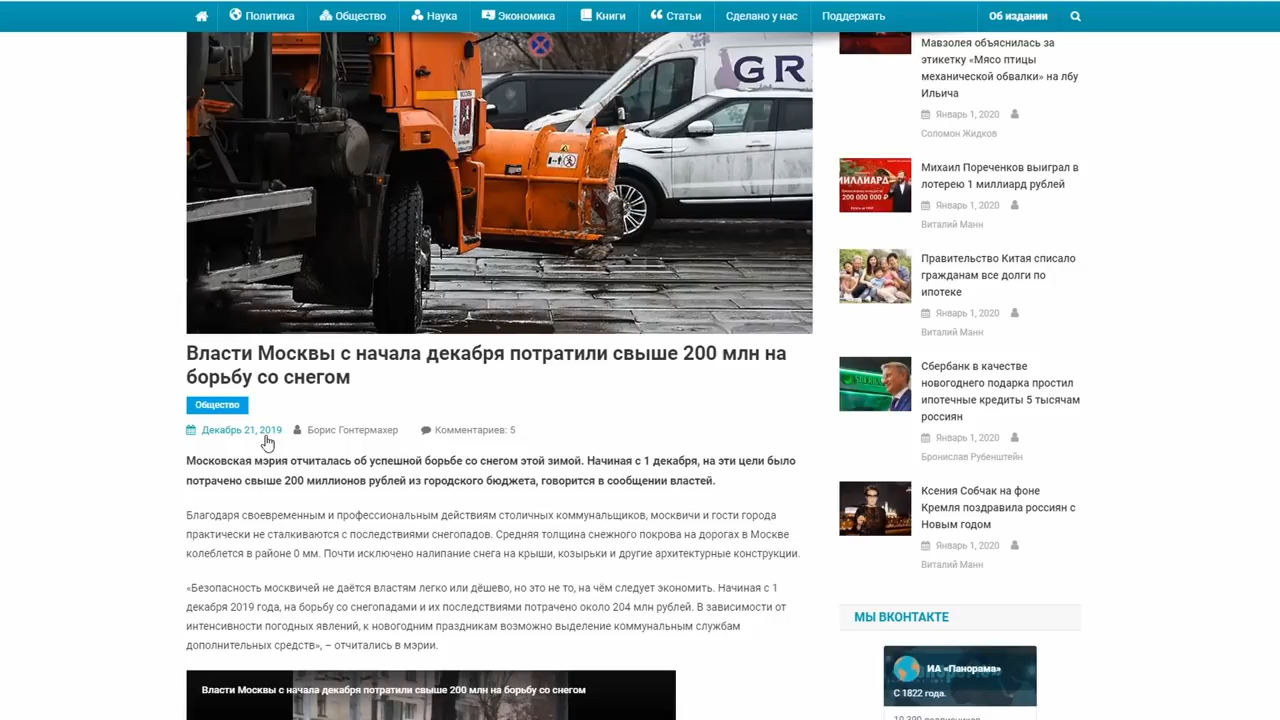 Политика
Общество
Наука
Экономика
Книги
Статьи
Сделано у нас
Поддержать
Об издании
GR
МОСКВА
Власти Москвы с начала декабря потратили свыше 200 млн на
борьбу со снегом
Общество
Декабрь 21, 2019
Борис Гонтермахер
Комментариев: 5
Московская мэрия отчиталась об успешной борьбе со снегом этой зимой. Начиная с 1 декабря, на эти цели было
потрачено свыше 200 миллионов рублей из городского бюджета, говорится в сообщении властей.
Благодаря своевременным и профессиональным действиям столичных коммунальщиков, москвичи и гости города
практически не сталкиваются с последствиями снегопадов. Средняя толщина снежного покрова на дорогах в Москве
колеблется в районе 0 мм. Почти исключено налипание снега на крыши, козырьки и другие архитектурные конструкции.
«Безопасность москвичей не даётся властям легко или дёшево, но это не то, на чём следует экономить. Начиная с 1
декабря 2019 года, на борьбу со снегопадами и их последствиями потрачено около 204 млн рублей. В зависимости от
интенсивности погодных явлений, к новогодним праздникам возможно выделение коммунальным службам
дополнительных средств», – отчитались в мэрии.
Власти Москвы с начала декабря потратили свыше 200 млн на борьбу со снегом
Мавзолея объяснилась за
этикетку «Мясо птицы
механической обвалки» на лбу
Ильича
Январь 1, 2020
Соломон Жидков
МИЛЛИАРД
200 000 000 ₽
Михаил Пореченков выиграл в
лотерею 1 миллиард рублей
Январь 1, 2020
Виталий Манн
Правительство Китая списало
гражданам все долги по
ипотеке
Январь 1, 2020
Виталий Манн
Сбербанк в качестве
новогоднего подарка простил
ипотечные кредиты 5 тысячам
россиян
Январь 1, 2020
Бронислав Рубенштейн
Ксения Собчак на фоне
Кремля поздравила россиян с
Новым годом
Январь 1, 2020
Виталий Манн
МЫ ВКОНТАКТЕ
ИА «Панорама»
С 1822 года.